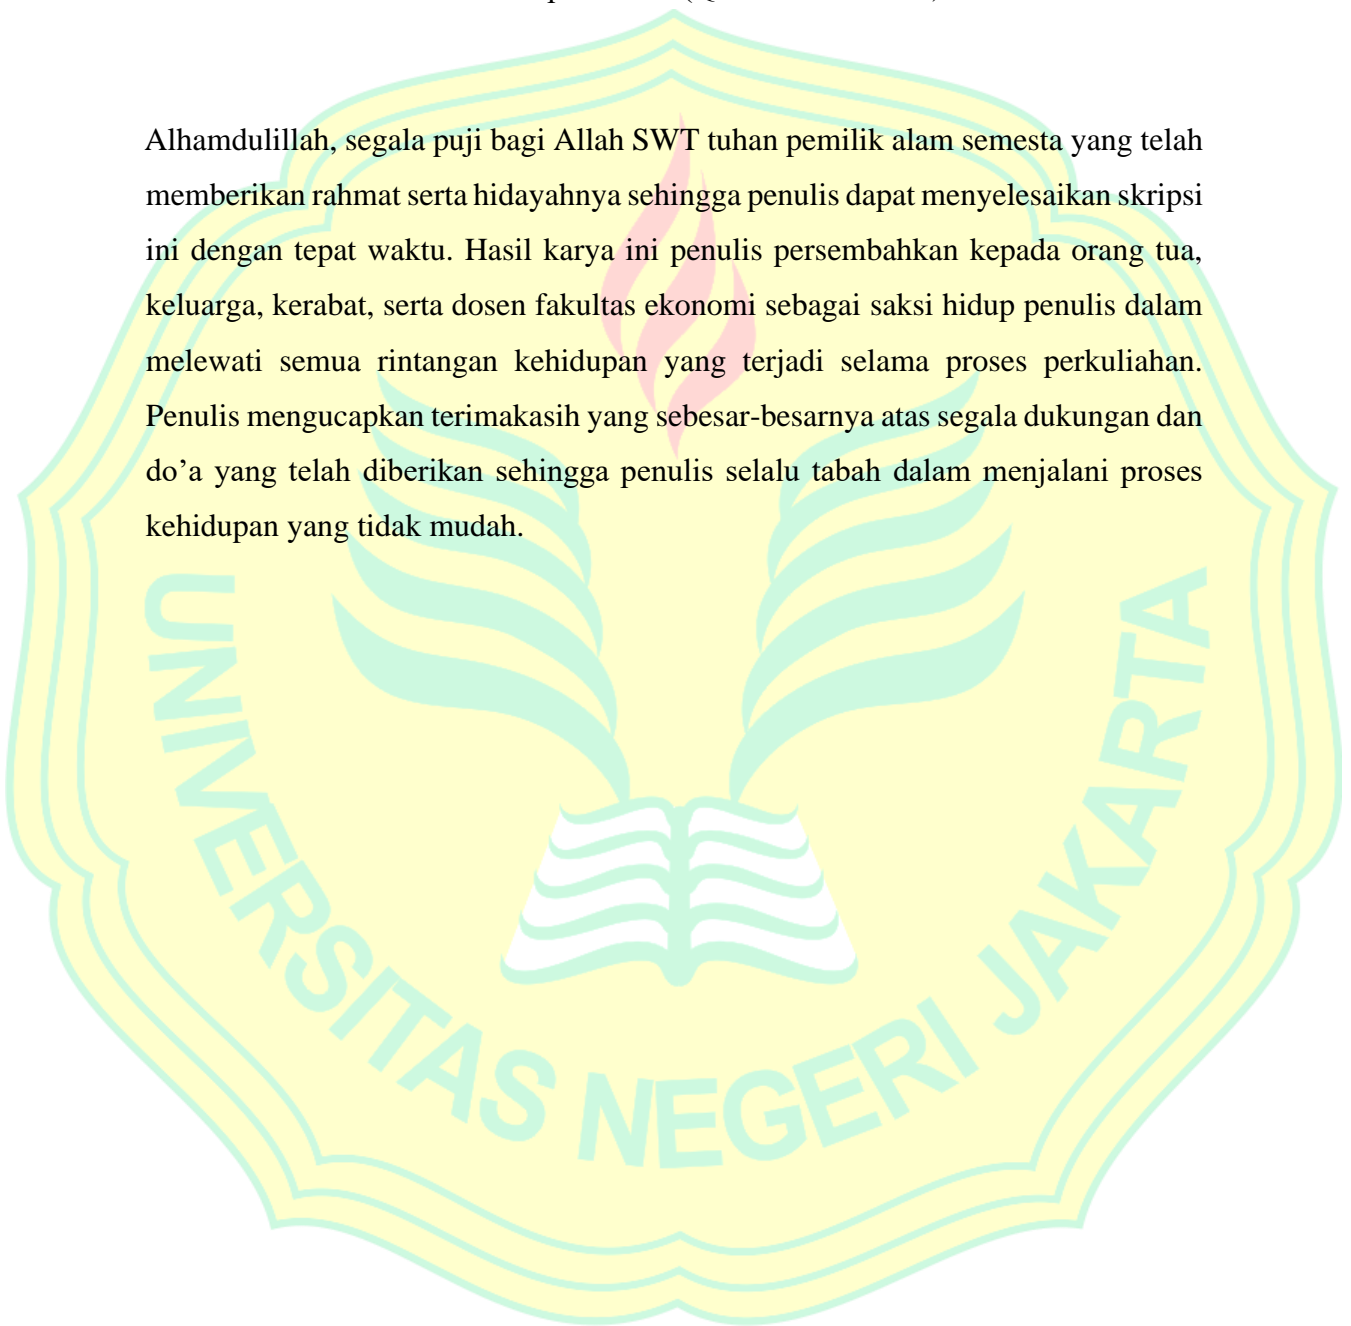 Alhamdulillah, segala puji bagi Allah SWT tuhan pemilik alam semesta yang telah
memberikan rahmat serta hidayahnya sehingga penulis dapat menyelesaikan skripsi
ini dengan tepat waktu. Hasil karya ini penulis persembahkan kepada orang tua,
keluarga, kerabat, serta dosen fakultas ekonomi sebagai saksi hidup penulis dalam
melewati semua rintangan kehidupan yang terjadi selama proses perkuliahan.
Penulis mengucapkan terimakasih yang sebesar-besarnya atas segala dukungan dan
do’a yang telah diberikan sehingga penulis selalu tabah dalam menjalani proses
kehidupan yang tidak mudah.
UNIVERSITAS NEGERI JAKARTA